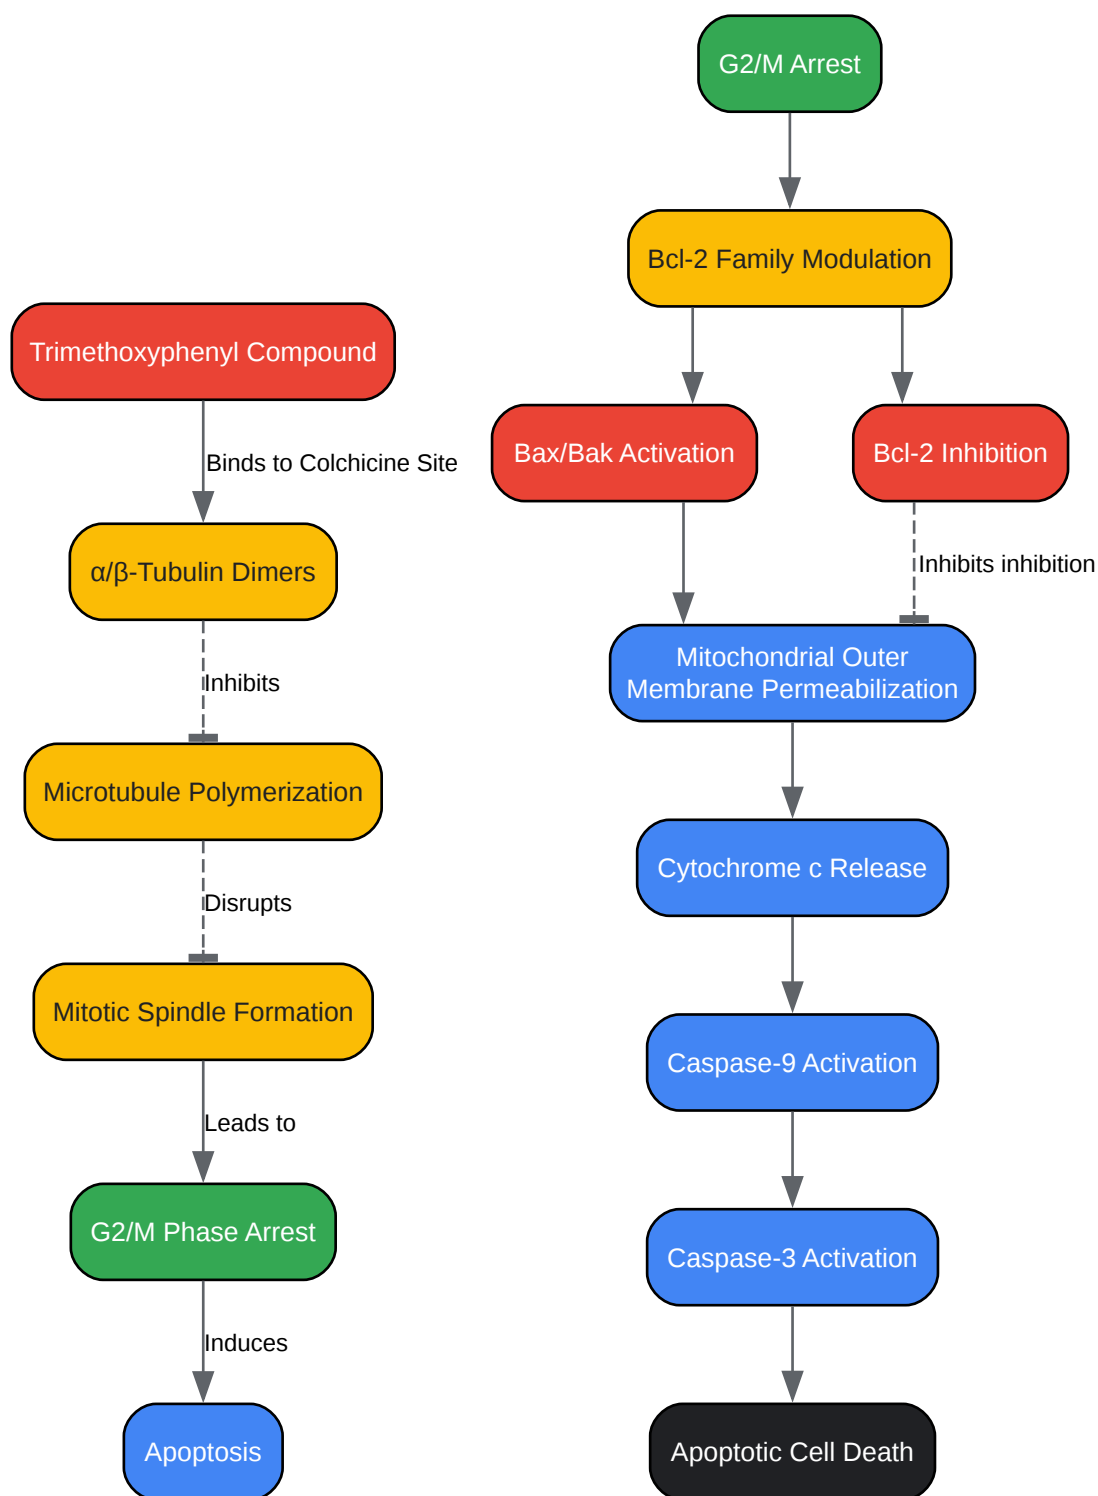 Trimethoxyphenyl Compound
Binds to Colchicine Site
α/β-Tubulin Dimers
Inhibits
Microtubule Polymerization
Disrupts
Mitotic Spindle Formation
Leads to
G2/M Phase Arrest
Induces
Apoptosis
G2/M Arrest
Bcl-2 Family Modulation
Bax/Bak Activation
Bcl-2 Inhibition
Inhibits inhibition
Mitochondrial Outer
Membrane Permeabilization
Cytochrome c Release
Caspase-9 Activation
Caspase-3 Activation
Apoptotic Cell Death